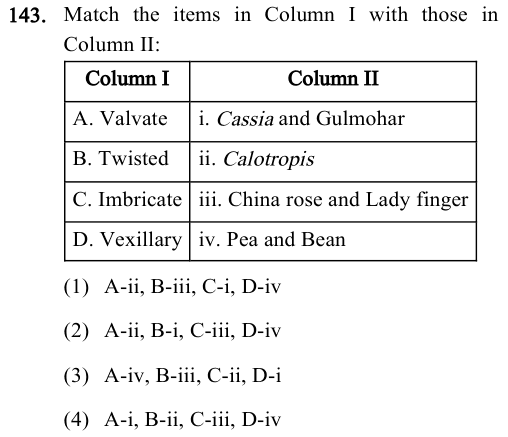 143. Match the items in Column I with those in
Column II:
Column I Column II
A. Valvate i. Cassia and Gulmohar
B. Twisted ii. Calotropis
C. Imbricate iii. China rose and Lady finger
D. Vexillary iv. Pea and Bean
(1) A-ii, B-iii, C-i, D-iv
(2) A-ii, B-i, C-iii, D-iv
(3) A-iv, B-iii, C-ii, D-i
(4) A-i, B-ii, C-iii, D-iv